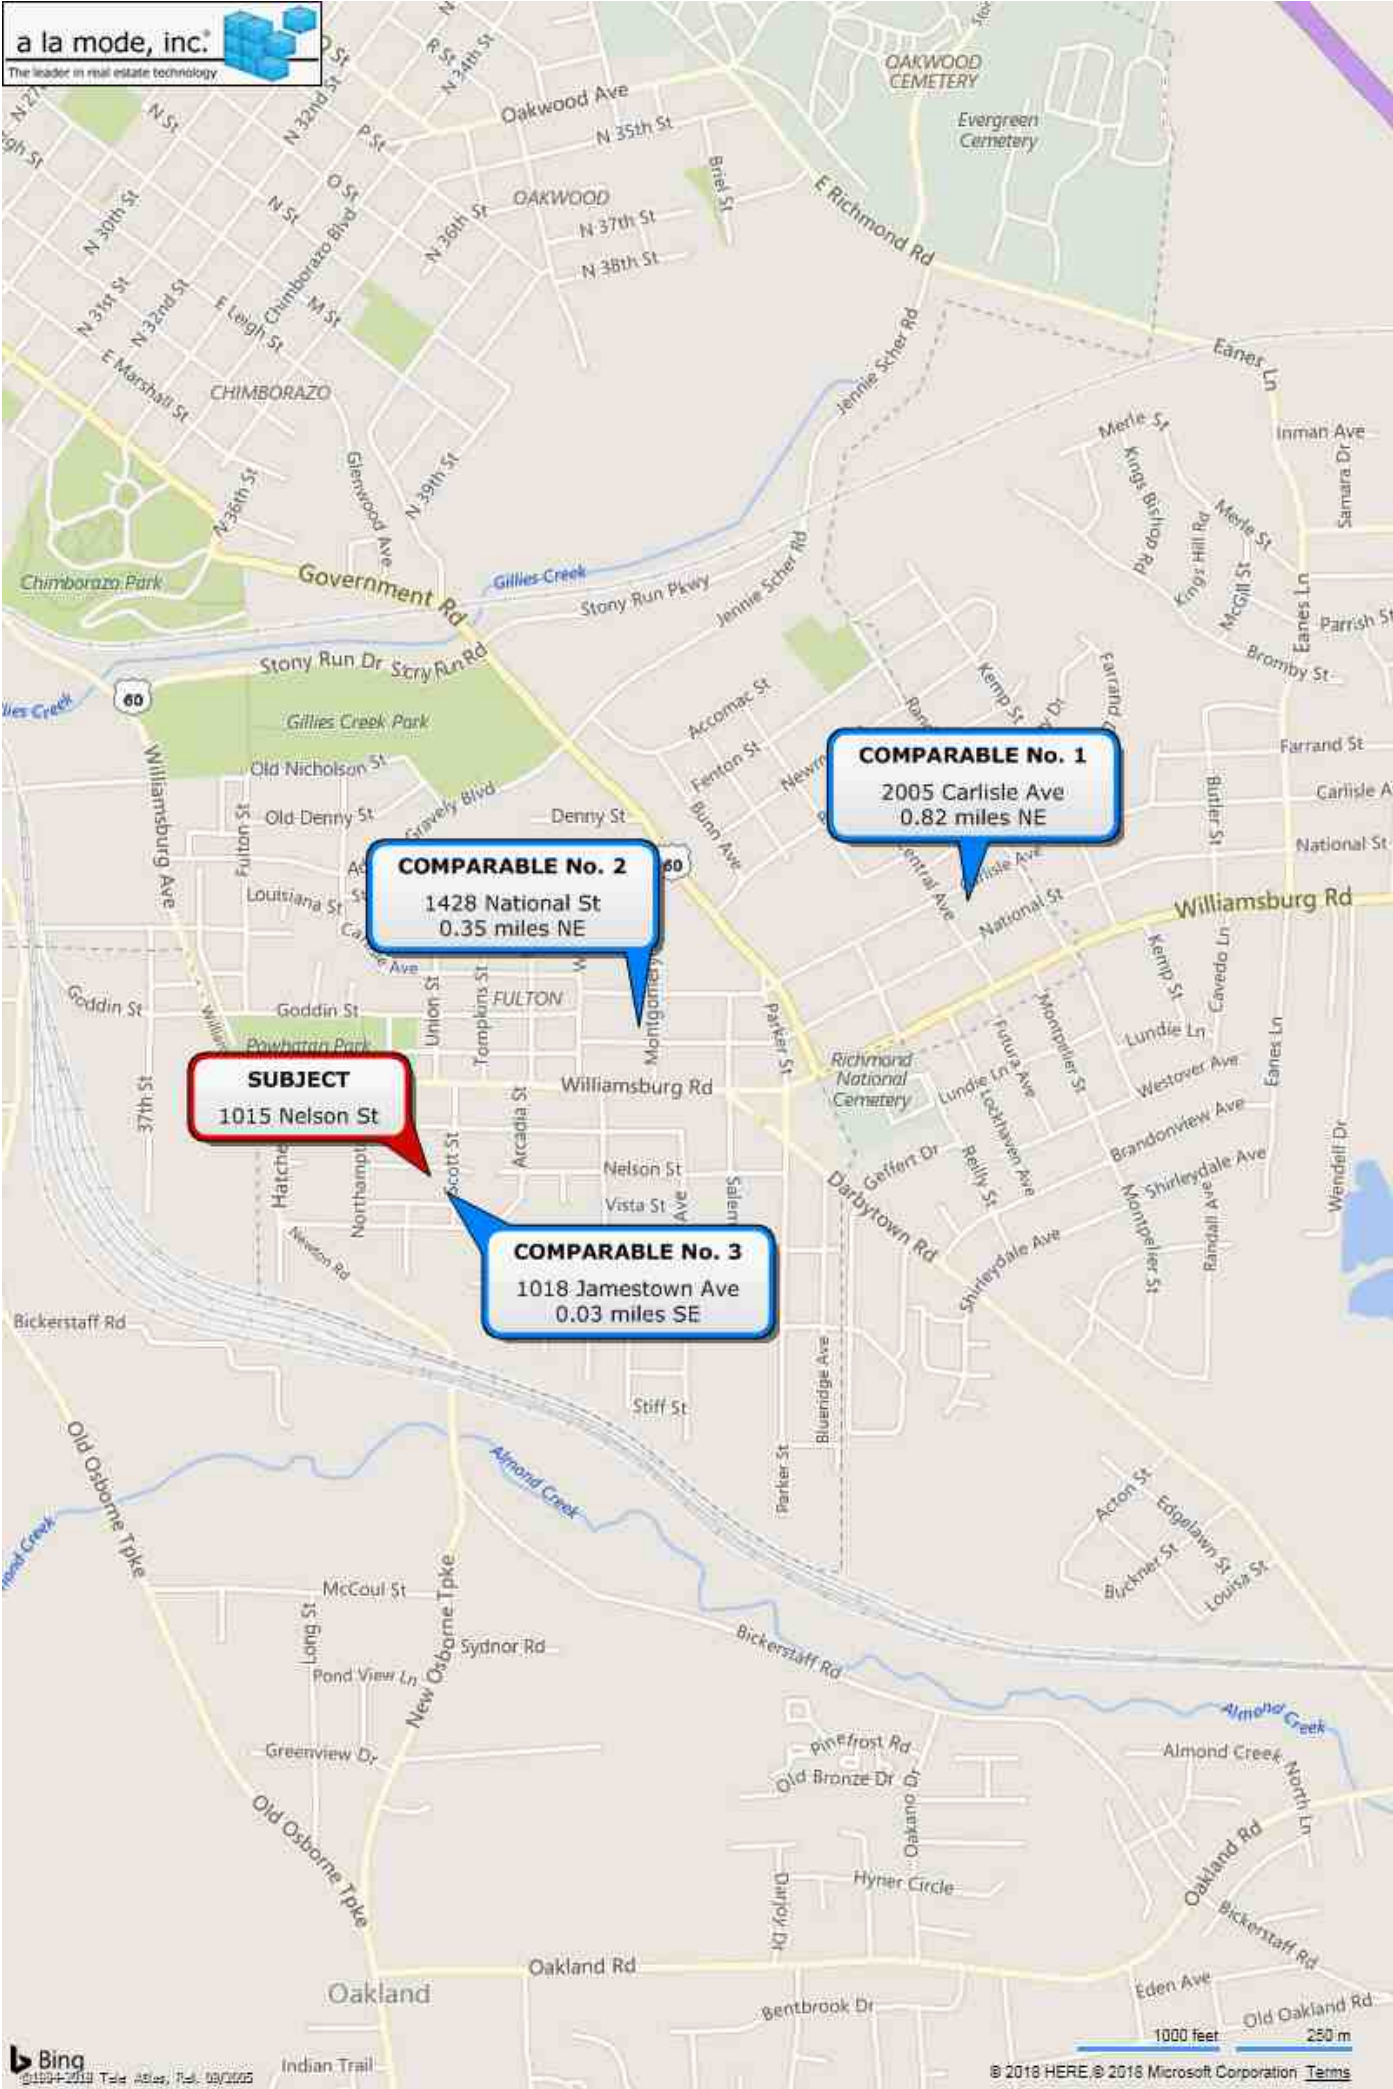 a la mode, inc.
The leader in real estate technology
OAKWOOD
CEMETERY
Evergreen
Cemetery
R St
N 34th St
Oakwood Ave
N St
N 32nd St
P St
N 35th St
Briel St
O St
OAKWOOD
E Richmond Rd
N 30th St
N St
Chimborazo Blvd
N 36th St
N 37th St
N 38th St
N 31st St
N 32nd St
E Leigh St
M St
E Marshall St
CHIMBORAZO
Jennie Scher Rd
Eanes Ln
Merle St
Inman Ave
Samara Dr
Glenwood Ave
N 39th St
N 36th St
Kings Bishop Rd
Kings Hill Rd
Merle St
McGill St
Chimborazo Park
Government Rd
Gillies Creek
Stony Run Pkwy
Jennie Scher Rd
Eanes Ln
Parrish St
Bromby St
Stony Run Dr
60
Gillies Creek Park
Accomac St
Kemp St
Williamsburg Ave
Old Nicholson St
Fenton St
COMPARABLE No. 1
2005 Carlisle Ave
0.82 miles NE
Farrand St
Butler St
Carlisle A
Fulton St
Old Denny St
Gravely Blvd
Denny St
Bunn Ave
National St
COMPARABLE No. 2
1428 National St
0.35 miles NE
60
Louisiana St
National St
Williamsburg Rd
Ave
Goddin St
Goddin St
Union St
Tompkins St
FULTON
Montgomery
Parker St
Kemp St
Cavedo Ln
Powhatan Park
Richmond
National
Cemetery
Futura Ave
Montpelier St
Lundie Ln
Eanes Ln
SUBJECT
1015 Nelson St
Williamsburg Rd
Lundie Ln
Westover Ave
37th St
Arcadia St
Lockhaven Ave
Brandonview Ave
Scott St
Nelson St
Geffert Dr
Reilly St
Shirleydale Ave
Wendell Dr
Vista St
Ave
Salem
Darbytown Rd
Montpelier St
Randall Ave
Newton Rd
Shirleydale Ave
COMPARABLE No. 3
1018 Jamestown Ave
0.03 miles SE
Bickerstaff Rd
Blueridge Ave
Stiff St
Old Osborne Tpke
Almond Creek
Parker St
Acton St
Edgelawn St
Buckner St
Louisa St
McCoul St
New Osborne Tpke
Long St
Sydnor Rd
Bickerstaff Rd
Pond View Ln
Almond Creek
Greenview Dr
Pinefrost Rd
Old Bronze Dr
Oakano Dr
Almond Creek
North Ln
Old Osborne Tpke
Darjoy Dr
Hyner Circle
Oakland Rd
Bickerstaff Rd
Oakland Rd
Oakland
Bentbrook Dr
Eden Ave
Old Oakland Rd
1000 feet
250 m
Bing
Indian Trail
© 2018 HERE, © 2018 Microsoft Corporation Terms